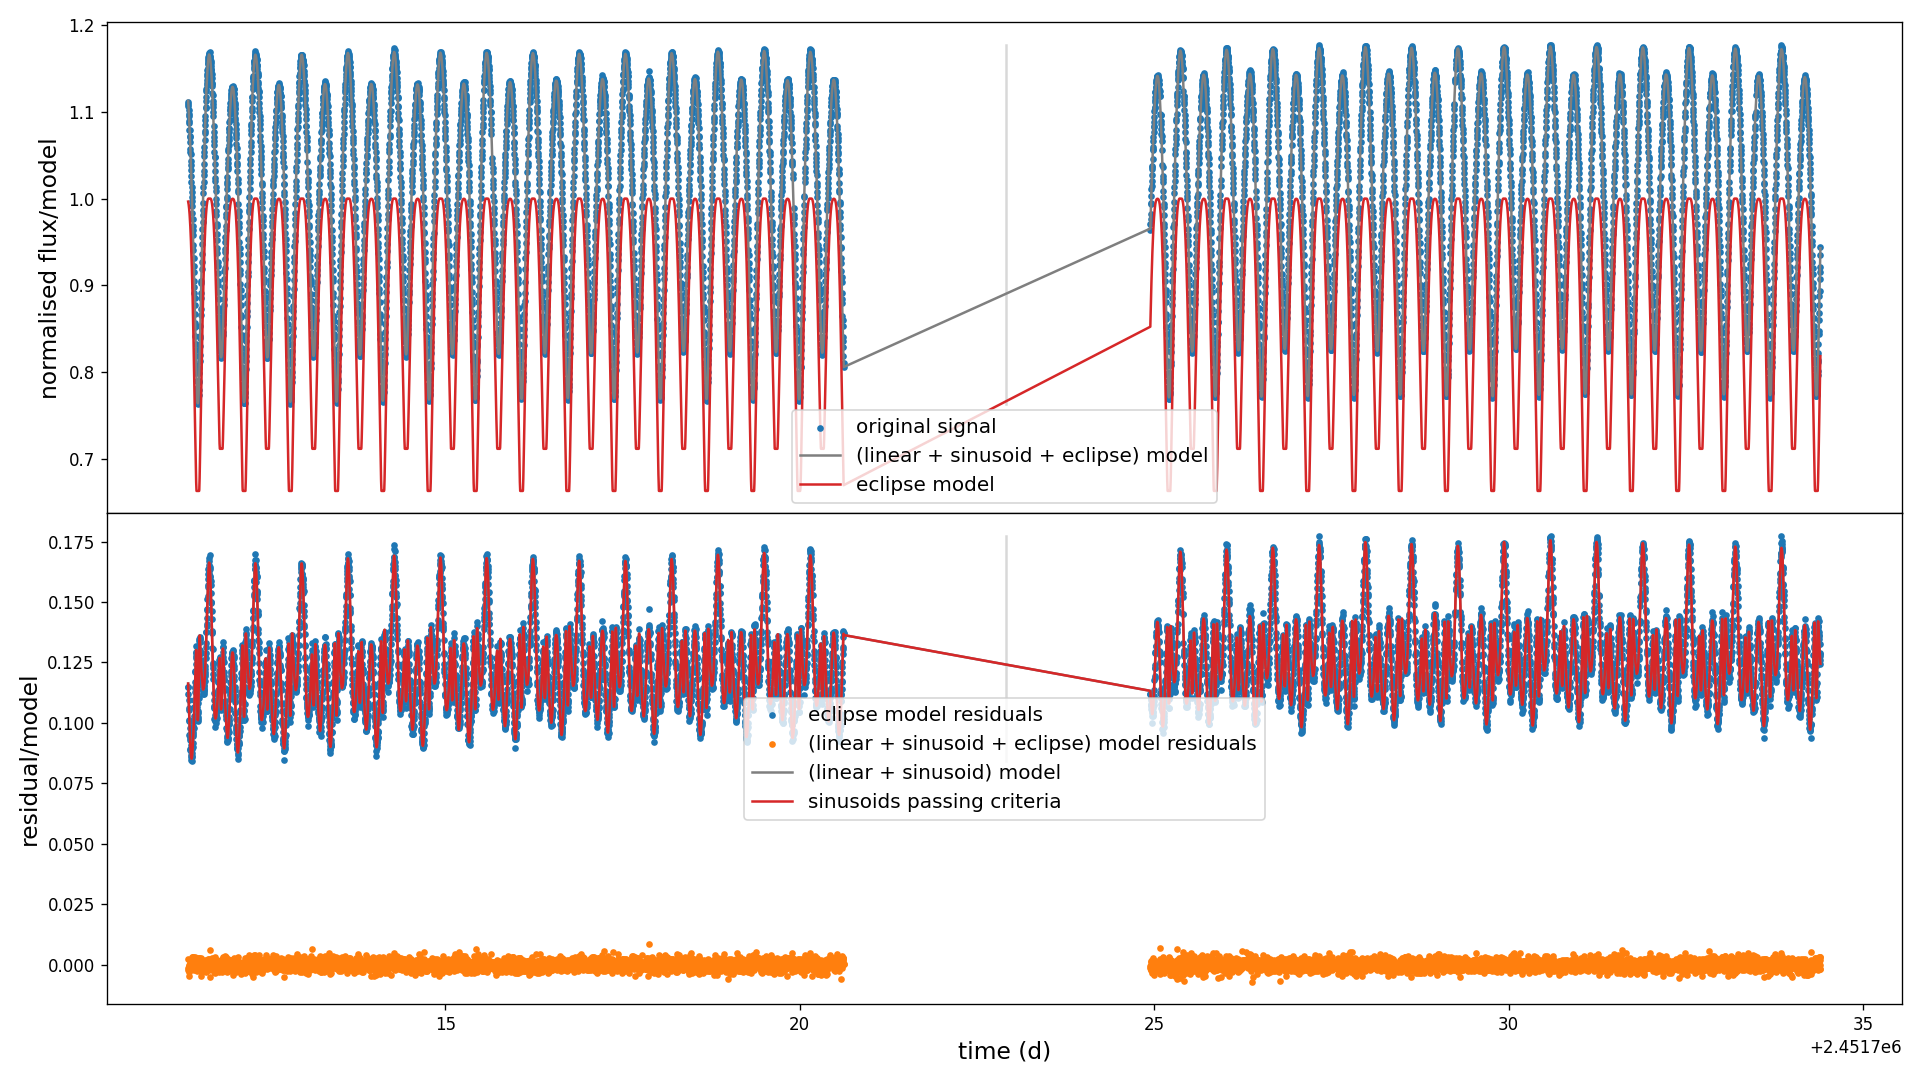 1.2
1.1
1.0
0.9
0.8
0.7
normalised flux/model
original signal
(linear + sinusoid + eclipse) model
eclipse model
0.175
0.150
0.125
0.100
0.075
0.050
0.025
0.000
residual/model
eclipse model residuals
(linear + sinusoid + eclipse) model residuals
(linear + sinusoid) model
sinusoids passing criteria
15 20 25 30 35
time (d)
+2.4517e6